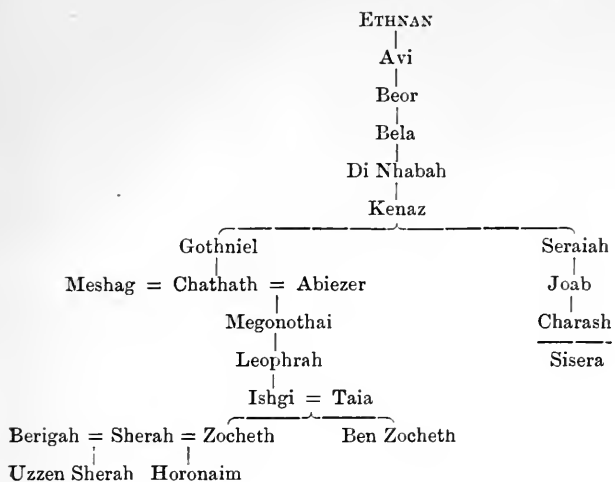 ETHNAN
Avi
Beor
Bela
Di Nhabah
Kenaz
Gothniel Seraiah
Meshag = Chathath = Abiezer Joab
Megonothai Charash
Leophrah Sisera
Ishgi = Taia
Berigah = Sherah = Zocheth Ben Zocheth
Uzzen Sherah Horonaim